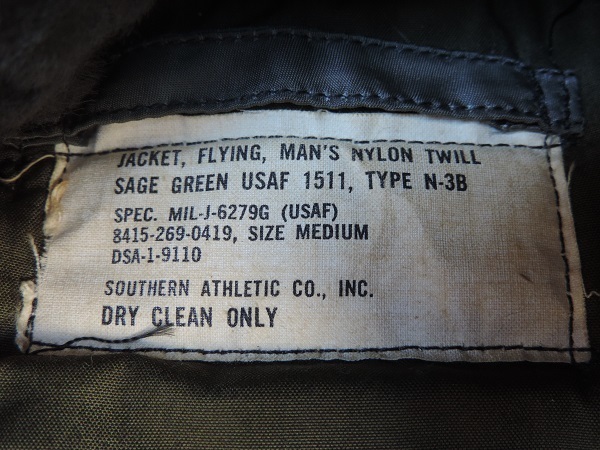 JACKET, FLYING, MAN'S NYLON TWILL
SAGE GREEN USAF 1511, TYPE N-3B
SPEC. MIL-J-6279G (USAF)
8415-269-0419, SIZE MEDIUM
DSA-1-9110
SOUTHERN ATHLETIC CO., INC.
DRY CLEAN ONLY